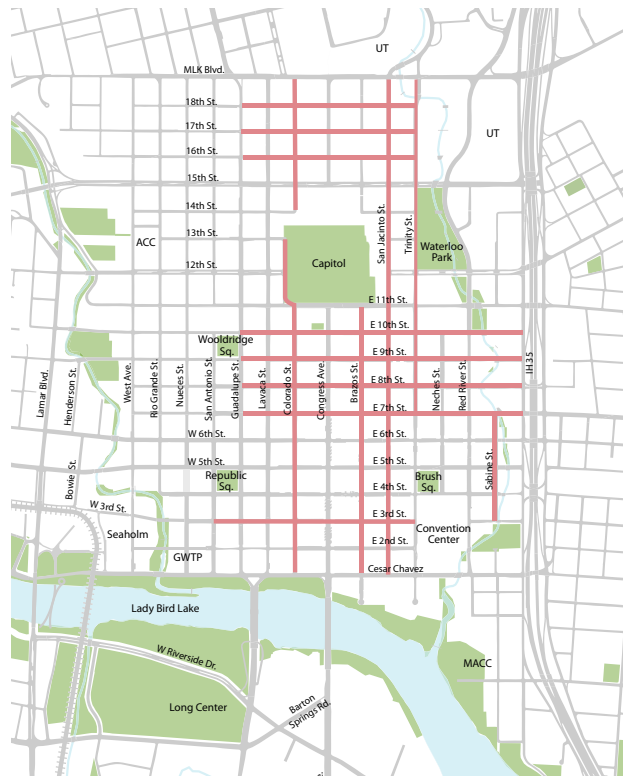 UT
MLK Blvd.
18th St.
17th St.
UT
16th St.
15th St.
14th St.
San Jacinto St.
Trinity St.
13th St.
ACC
Capitol
Waterloo
Park
12th St.
E 11th St.
E 10th St.
Wooldridge
Sq.
E 9th St.
IH 35
Lamar Blvd.
Henderson St.
West Ave.
Rio Grande St.
Nueces St.
San Antonio St.
Guadalupe St.
Lavaca St.
Colorado St.
Congress Ave.
Brazos St.
E 8th St.
Neches St.
Red River St.
E 7th St.
W 6th St.
E 6th St.
W 5th St.
E 5th St.
Bowie St.
Republic
Sq.
E 4th St.
Brush
Sq.
Sabine St.
W 3rd St.
E 3rd St.
Seaholm
Convention
Center
E 2nd St.
GWTP
Cesar Chavez
Lady Bird Lake
W Riverside Dr.
MACC
Long Center
Barton
Springs Rd.